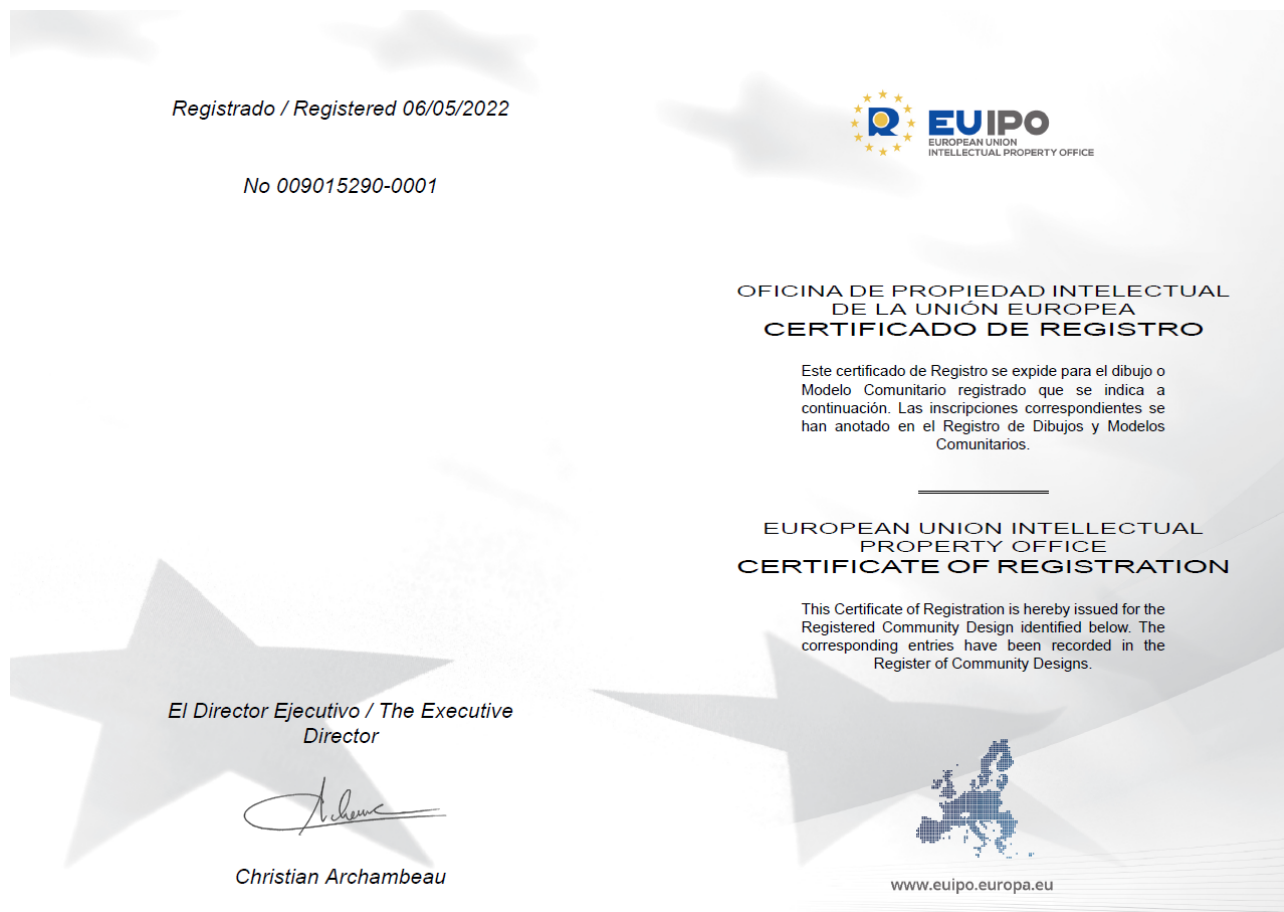 Registrado / Registered 06/05/2022
No 009015290-0001
El Director Ejecutivo / The Executive
Director
Christian Archambeau
EUIPO
EUROPEAN UNION
INTELLECTUAL PROPERTY OFFICE
OFICINA DE PROPIEDAD INTELECTUAL
DE LA UNIÓN EUROPEA
CERTIFICADO DE REGISTRO
Este certificado de Registro se expide para el dibujo o
Modelo Comunitario registrado que se indica a
continuación. Las inscripciones correspondientes se
han anotado en el Registro de Dibujos y Modelos
Comunitarios.
EUROPEAN UNION INTELLECTUAL
PROPERTY OFFICE
CERTIFICATE OF REGISTRATION
This Certificate of Registration is hereby issued for the
Registered Community Design identified below. The
corresponding entries have been recorded in the
Register of Community Designs.
www.euipo.europa.eu